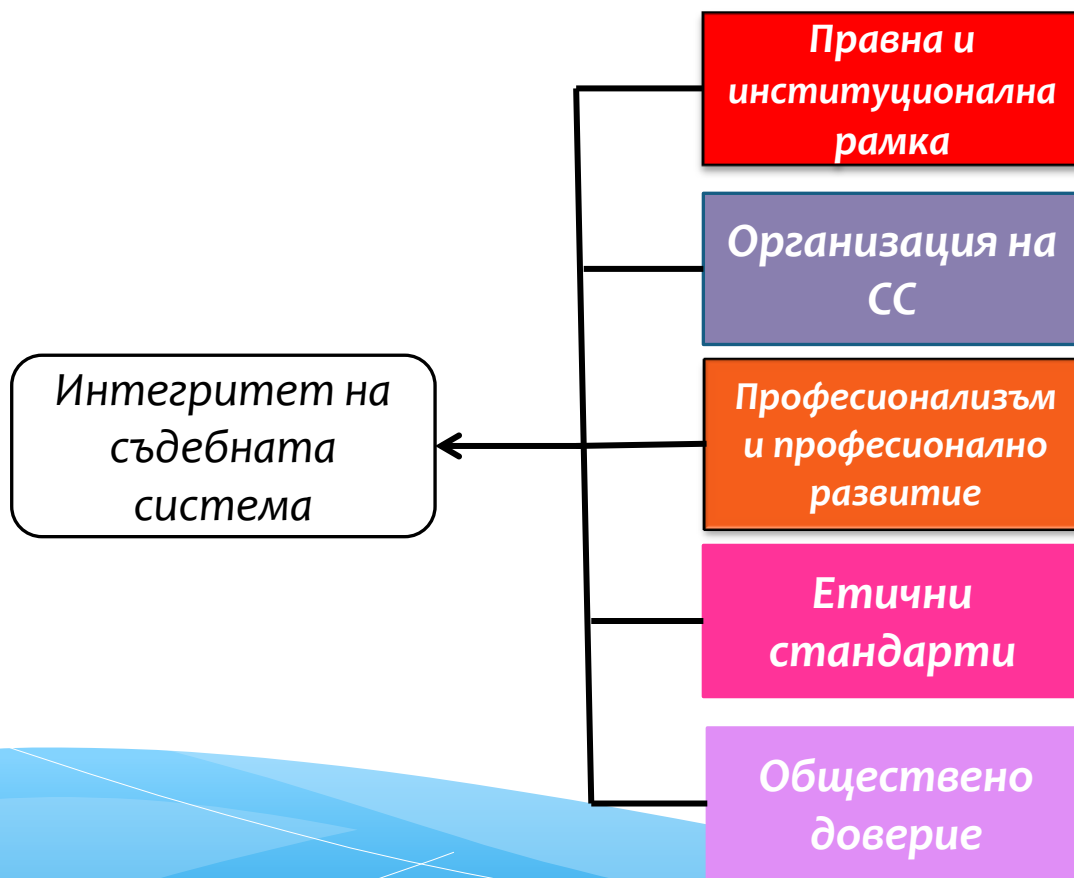 Правна и
институционална
рамка
Организация на
СС
Интегритет на
съдебната
система
Професионализъм
и професионално
развитие
Етични
стандарти
Обществено
доверие